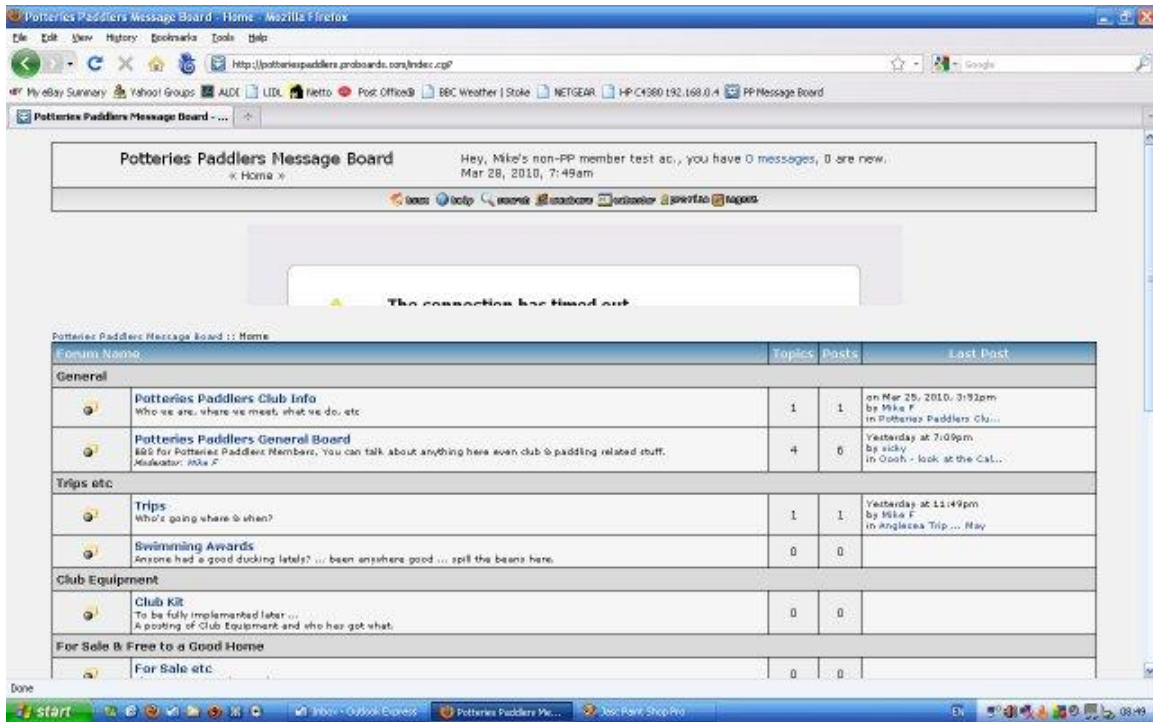 Potteries Paddlers Message Board - Home - Mozilla Firefox
File Edit View History Bookmarks Tools Help
http://potteriespaddlers.proboards.com/index.cgi?
Google
My eBay Summary Yahoo! Groups ALDI LIDL Netto Post Office® BBC Weather | Stoke NETGEAR HP C4380 192.168.0.4 PP Message Board
Potteries Paddlers Message Board - ...
Potteries Paddlers Message Board
« Home »
Hey, Mike's non-PP member test ac., you have 0 messages, 0 are new.
Mar 28, 2010, 7:49am
home help search members calendar profile logout
The connection has timed out
Potteries Paddlers Message Board :: Home
Forum Name Topics Posts Last Post
General
Potteries Paddlers Club Info
Who we are, where we meet, what we do, etc
1 1
on Mar 25, 2010, 3:31pm
by Mike F
in Potteries Paddlers Clu...
Potteries Paddlers General Board
BBS for Potteries Paddlers Members, You can talk about anything here even club & paddling related stuff.
Moderator: Mike F
4 6
Yesterday at 7:09pm
by
in Oooh - look at the Cal...
Trips etc
Trips
Who's going where & when?
1 1
Yesterday at 11:49pm
by Mike F
in Anglesea Trip ... May
Swimming Awards
Anyone had a good ducking lately? ... been anywhere good ... spill the beans here.
0 0
Club Equipment
Club Kit
To be fully implemented later ...
A posting of Club Equipment and who has got what.
0 0
For Sale & Free to a Good Home
For Sale etc
0 0
Done
start Inbox - Outlook Express Potteries Paddlers Me... Jasc Paint Shop Pro EN 08:49